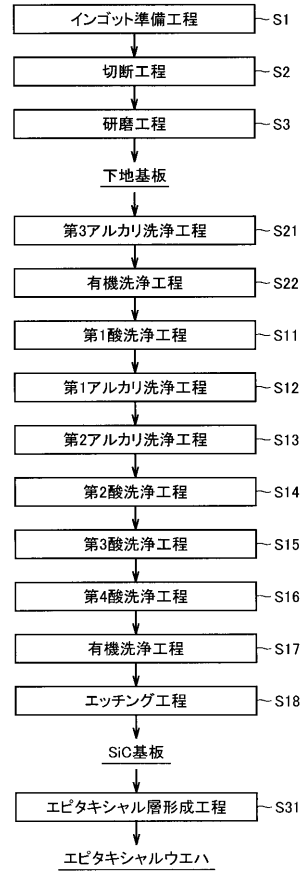 インゴット準備工程 S1
切断工程 S2
研磨工程 S3
下地基板
第3アルカリ洗浄工程 S21
有機洗浄工程 S22
第1酸洗浄工程 S11
第1アルカリ洗浄工程 S12
第2アルカリ洗浄工程 S13
第2酸洗浄工程 S14
第3酸洗浄工程 S15
第4酸洗浄工程 S16
有機洗浄工程 S17
エッチング工程 S18
SiC基板
エピタキシャル層形成工程 S31
エピタキシャルウエハ